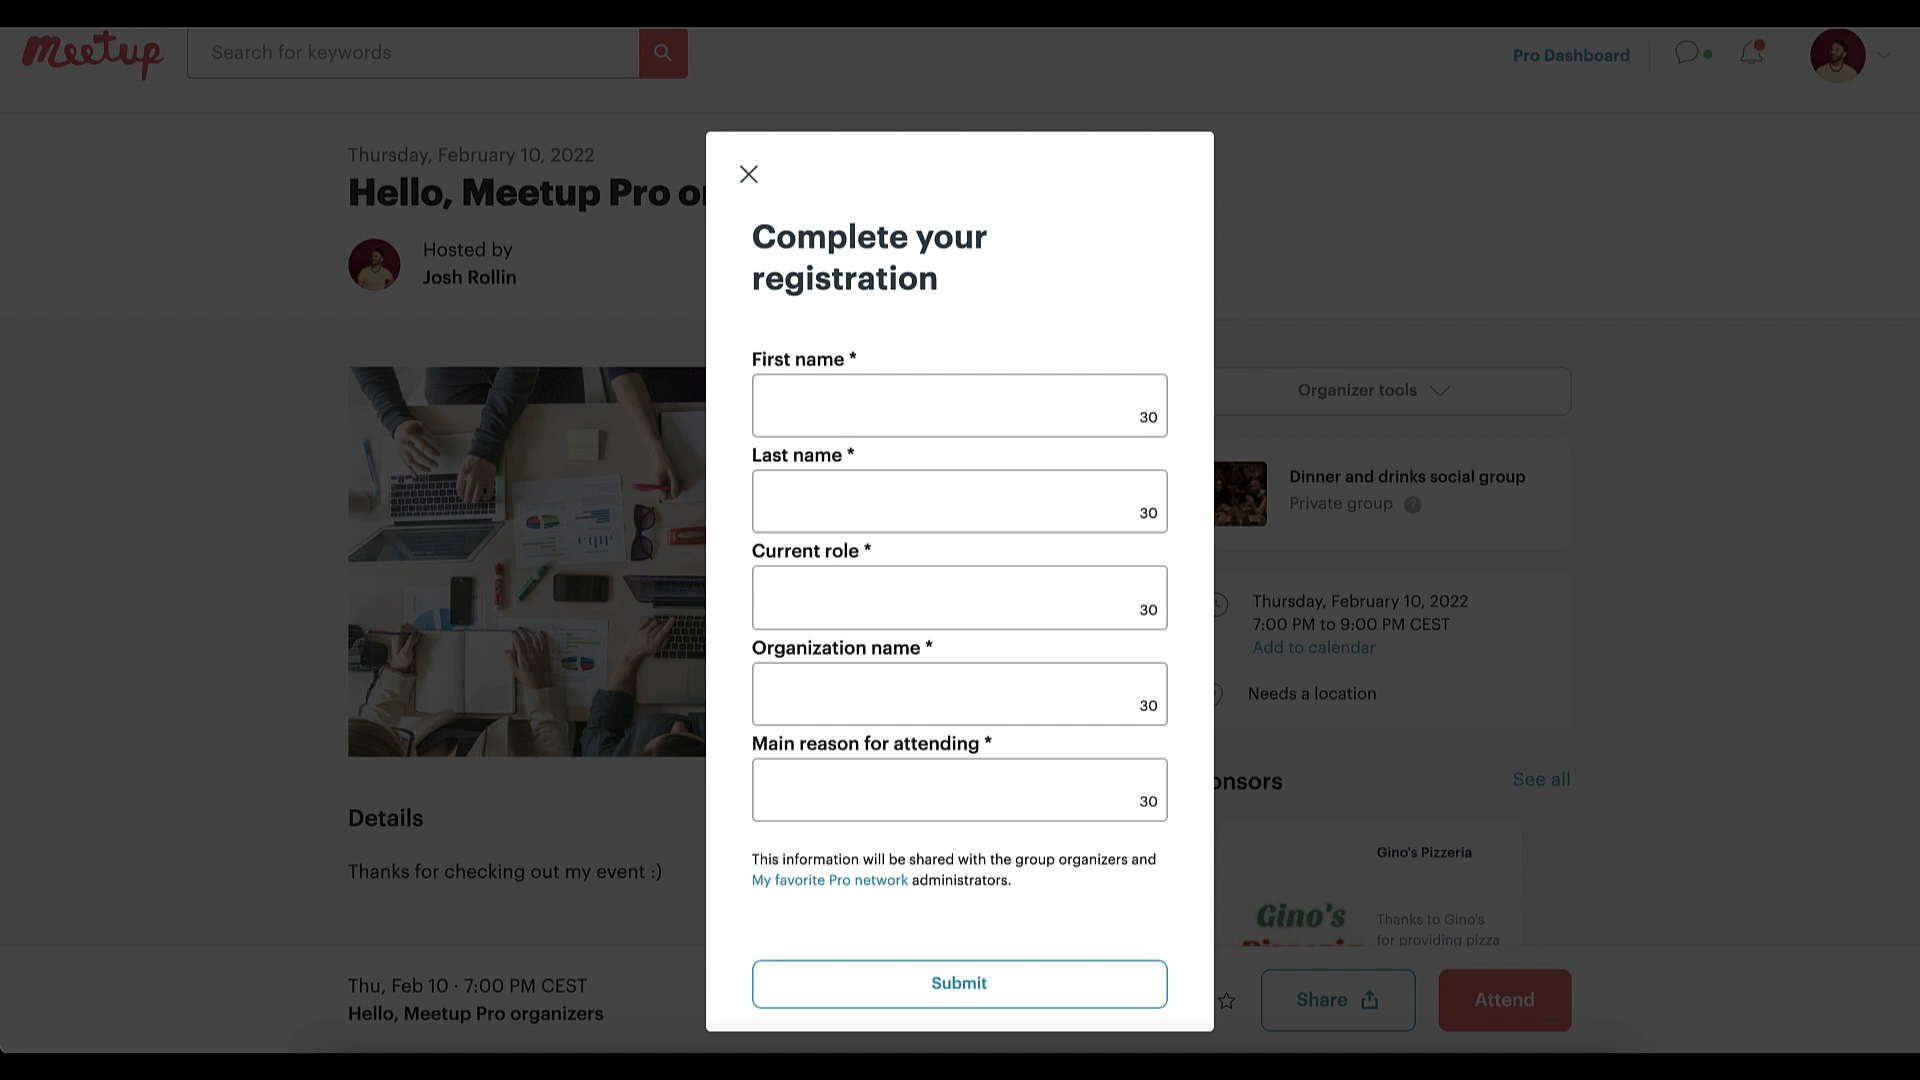 meetup
Search for keywords
Pro Dashboard
Thursday, February 10, 2022
Hello, Meetup Pro
Hosted by
Josh Rollin
Complete your
registration
First name *
30
Last name *
30
Current role *
30
Organization name *
30
Main reason for attending *
30
This information will be shared with the group organizers and
My favorite Pro network administrators.
Submit
Organizer tools
Dinner and drinks social group
Private group ?
Thursday, February 10, 2022
7:00 PM to 9:00 PM CEST
Add to calendar
Needs a location
onsors
See all
Gino's Pizzeria
Gino's
Thanks to Gino's
for providing pizza
Details
Thanks for checking out my event :)
Thu, Feb 10 · 7:00 PM CEST
Hello, Meetup Pro organizers
Share
Attend